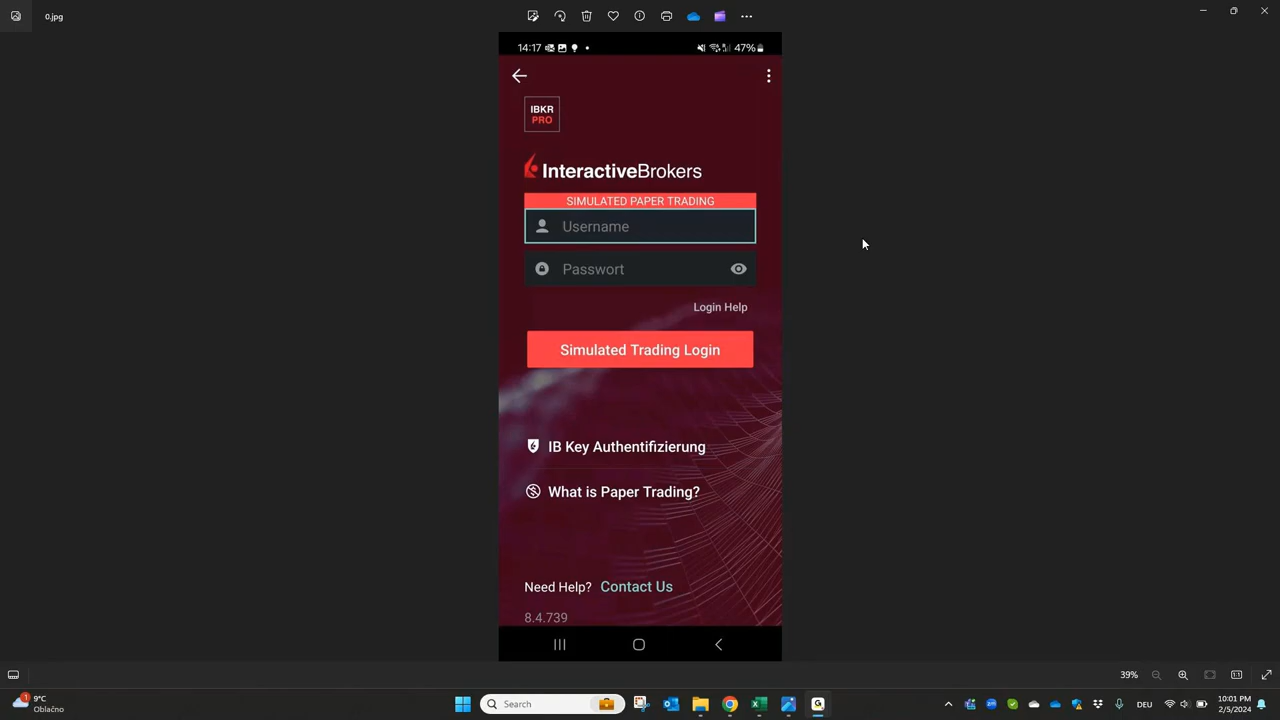 0.jpg
14:17
47%
IBKR
PRO
InteractiveBrokers
SIMULATED PAPER TRADING
Username
Passwort
Login Help
Simulated Trading Login
IB Key Authentifizierung
What is Paper Trading?
Need Help? Contact Us
8.4.739
39%
1
9°C
Oblačno
Search
DEU
10:01 PM
2/5/2024